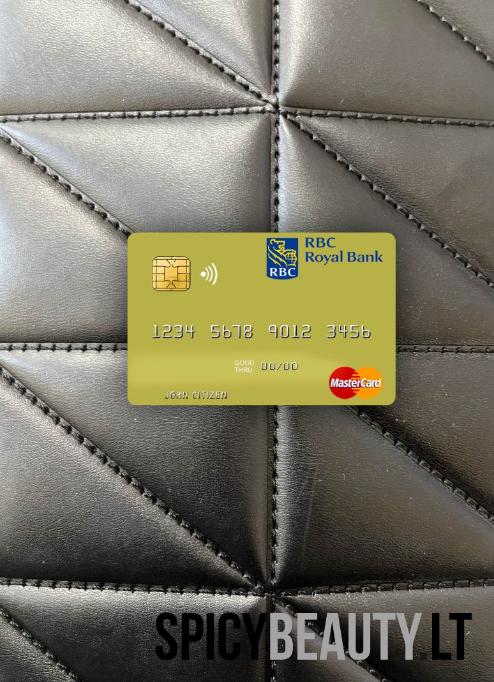 RBC
Royal Bank
RBC
1234 5678 9012 3456
GOOD
THRU 00/00
MasterCard
JOHN CITIZEN
SPICYBEAUTY.LT